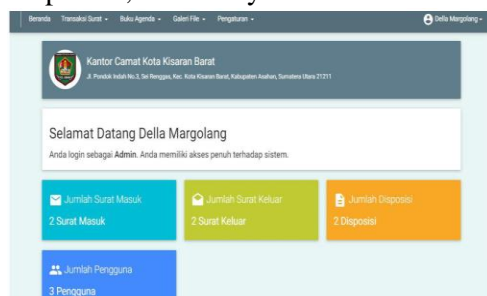 Beranda Transaksi Surat Buku Agenda Galeri File Pengaturan Della Margolang
Kantor Camat Kota Kisaran Barat
Jl. Pondok Indah No.3, Sei Renggas, Kec. Kota Kisaran Barat, Kabupaten Asahan, Sumatera Utara 21211
Selamat Datang Della Margolang
Anda login sebagai Admin. Anda memiliki akses penuh terhadap sistem.
Jumlah Surat Masuk
2 Surat Masuk
Jumlah Surat Keluar
2 Surat Keluar
Jumlah Disposisi
2 Disposisi
Jumlah Pengguna
3 Pengguna